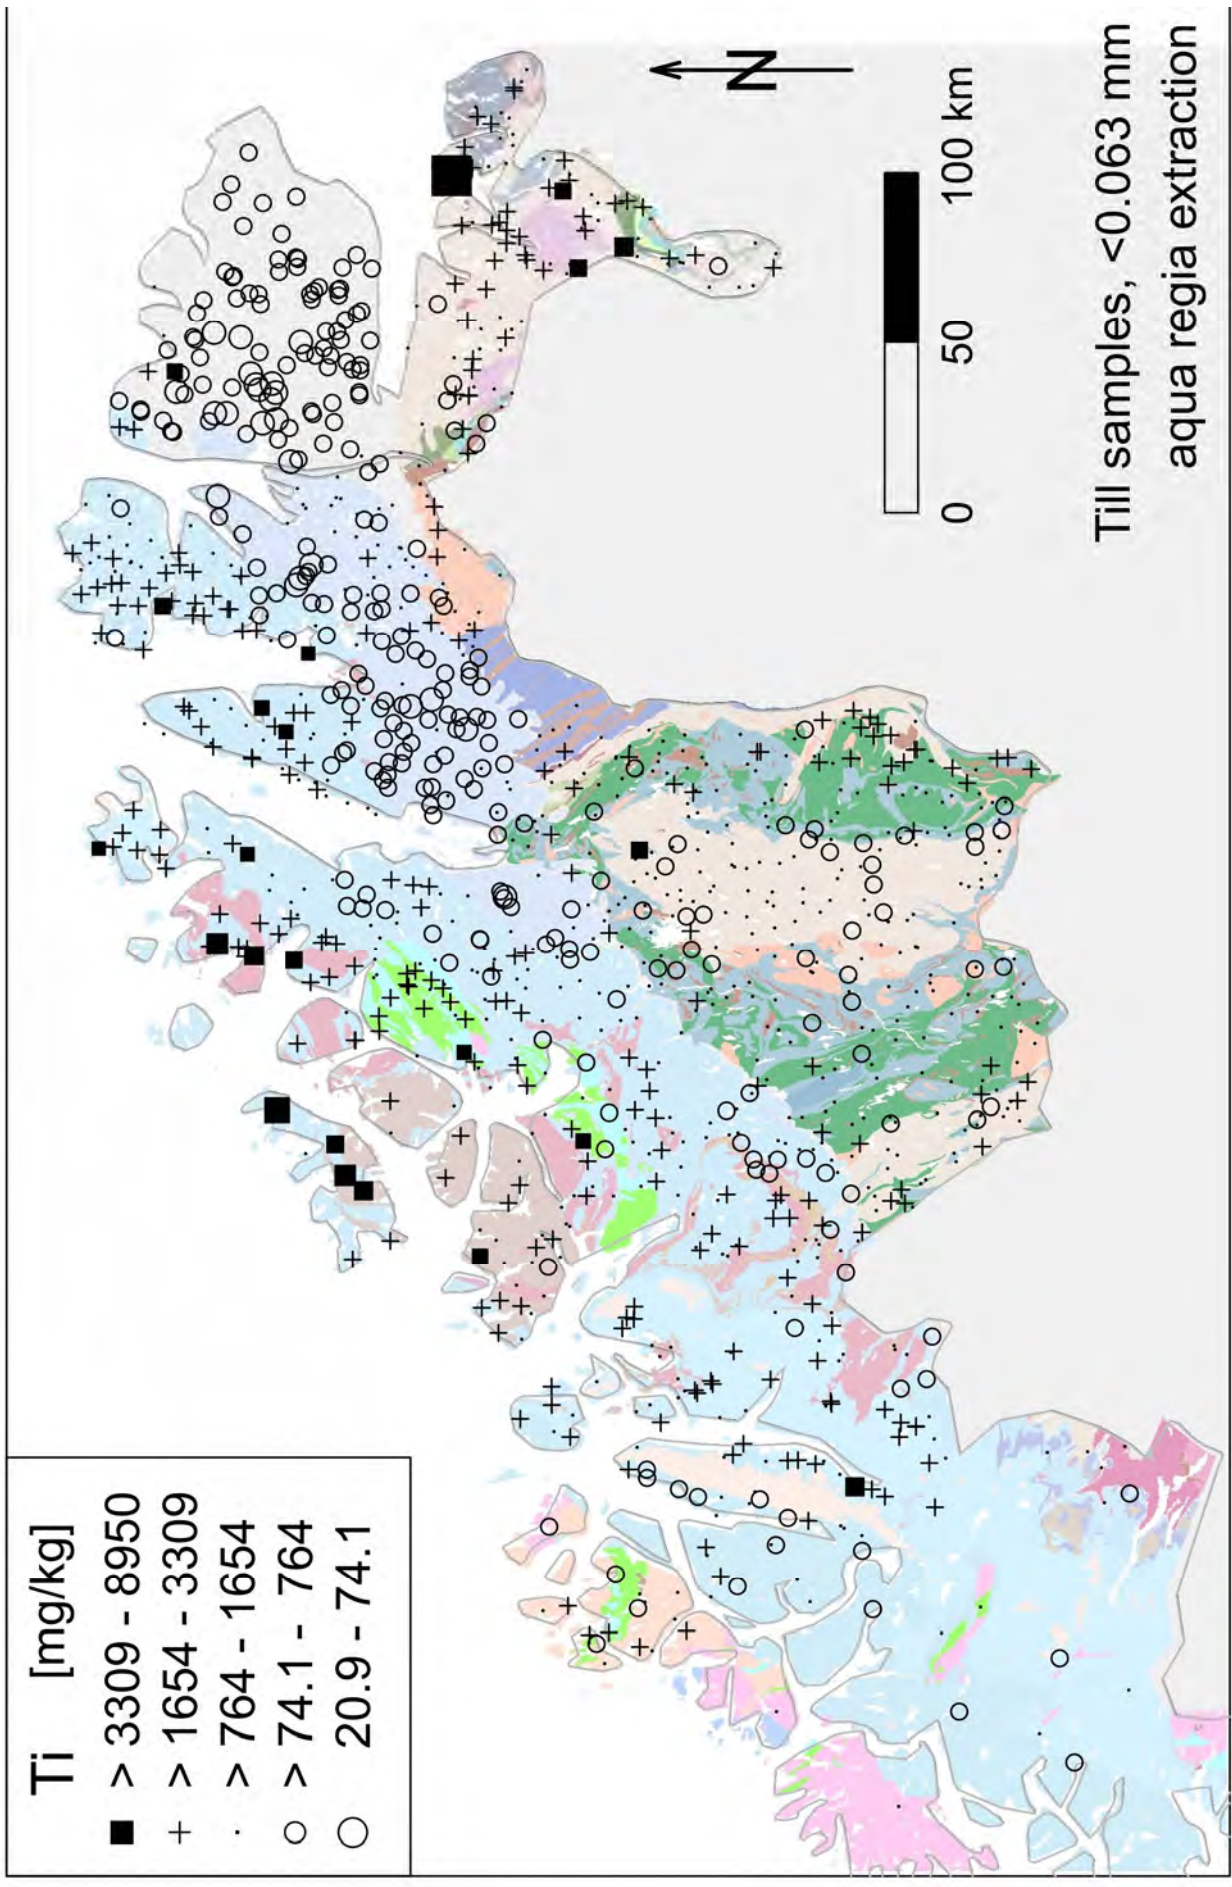 Ti [mg/kg]
> 3309 - 8950
> 1654 - 3309
> 764 - 1654
> 74.1 - 764
20.9 - 74.1
N
0 50 100 km
Till samples, <0.063 mm
aqua regia extraction